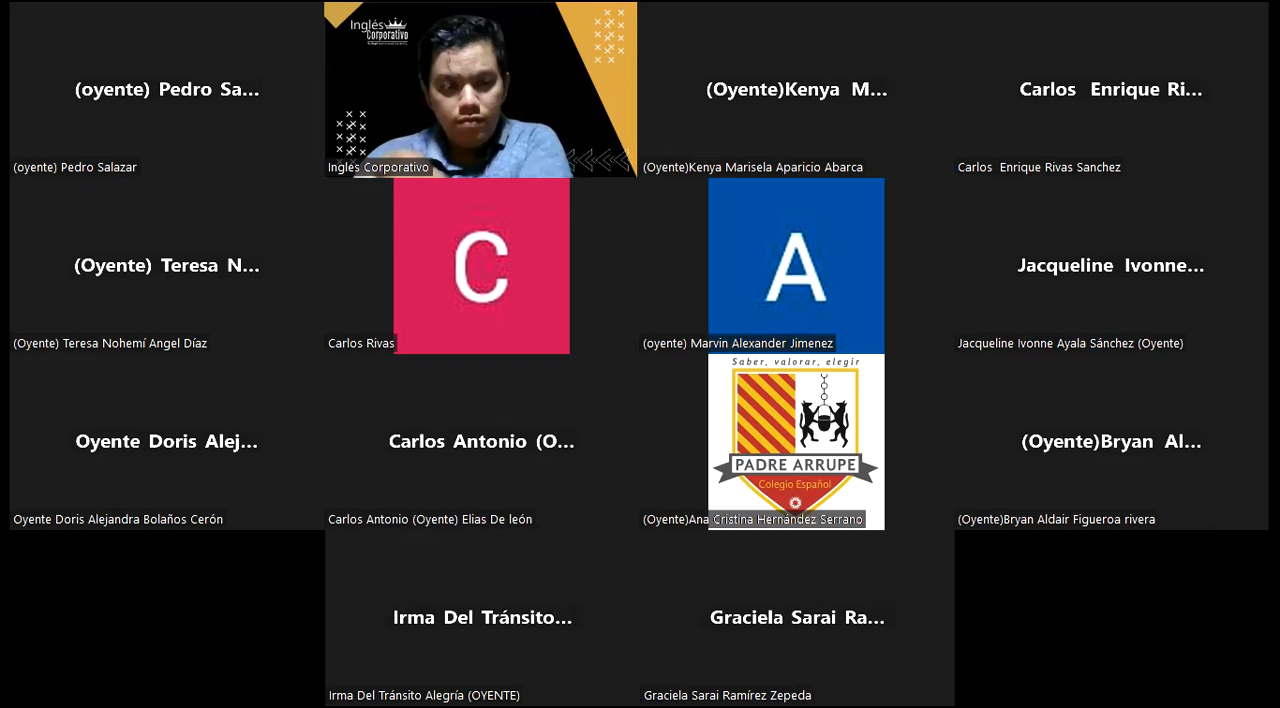 (oyente) Pedro Sa...
(oyente) Pedro Salazar
Inglés
Corporativo
Inglés Corporativo
(Oyente)Kenya M...
(Oyente)Kenya Marisela Aparicio Abarca
Carlos Enrique Ri...
Carlos Enrique Rivas Sanchez
(Oyente) Teresa N...
(Oyente) Teresa Nohemí Angel Díaz
C
Carlos Rivas
A
(oyente) Marvin Alexander Jimenez
Jacqueline Ivonne...
Jacqueline Ivonne Ayala Sánchez (Oyente)
Oyente Doris Alej...
Oyente Doris Alejandra Bolaños Cerón
Carlos Antonio (O...
Carlos Antonio (Oyente) Elias De león
Saber, valorar, elegir
PADRE ARRUPE
Colegio Español
(Oyente)Ana Cristina Hernández Serrano
(Oyente)Bryan Al...
(Oyente)Bryan Aldair Figueroa rivera
Irma Del Tránsito...
Irma Del Tránsito Alegría (OYENTE)
Graciela Sarai Ra...
Graciela Sarai Ramírez Zepeda